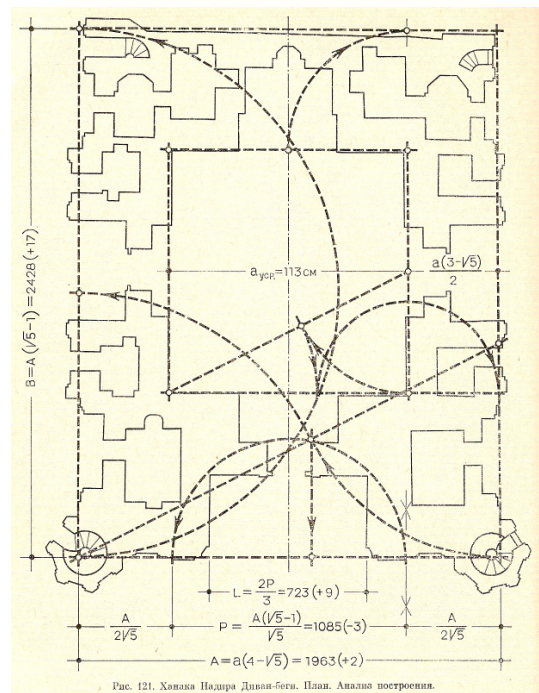 B = A(√5-1) = 2428 (+17)
a уср. = 113 см
a(3-√5)
2
L = 2P/3 = 723 (+9)
A
2√5
P = A(√5-1)/√5 = 1085 (-3)
A
2√5
A = a(4-√5) = 1963 (+2)
Рис. 121. Ханака Надира Диван-беги. План. Анализ построения.